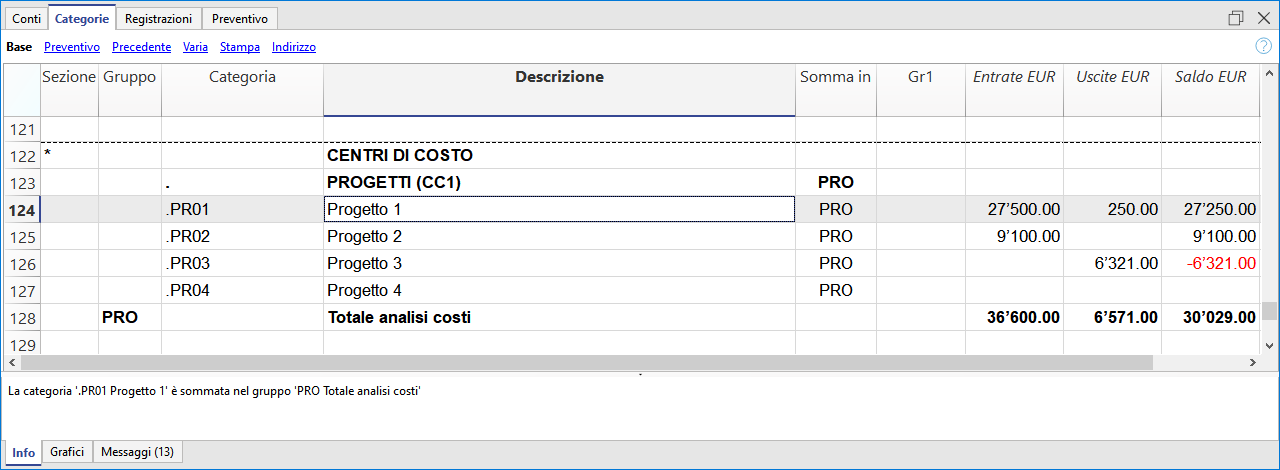 Conti Categorie Registrazioni Preventivo
Base Preventivo Precedente Varia Stampa Indirizzo ?
Sezione Gruppo Categoria Descrizione Somma in Gr1 Entrate EUR Uscite EUR Saldo EUR
121
122 * CENTRI DI COSTO
123 . PROGETTI (CC1) PRO
124 .PR01 Progetto 1 PRO 27’500.00 250.00 27’250.00
125 .PR02 Progetto 2 PRO 9’100.00 9’100.00
126 .PR03 Progetto 3 PRO 6’321.00 -6’321.00
127 .PR04 Progetto 4 PRO
128 PRO Totale analisi costi 36’600.00 6’571.00 30’029.00
129
La categoria '.PR01 Progetto 1' è sommata nel gruppo 'PRO Totale analisi costi'
Info Grafici Messaggi (13)